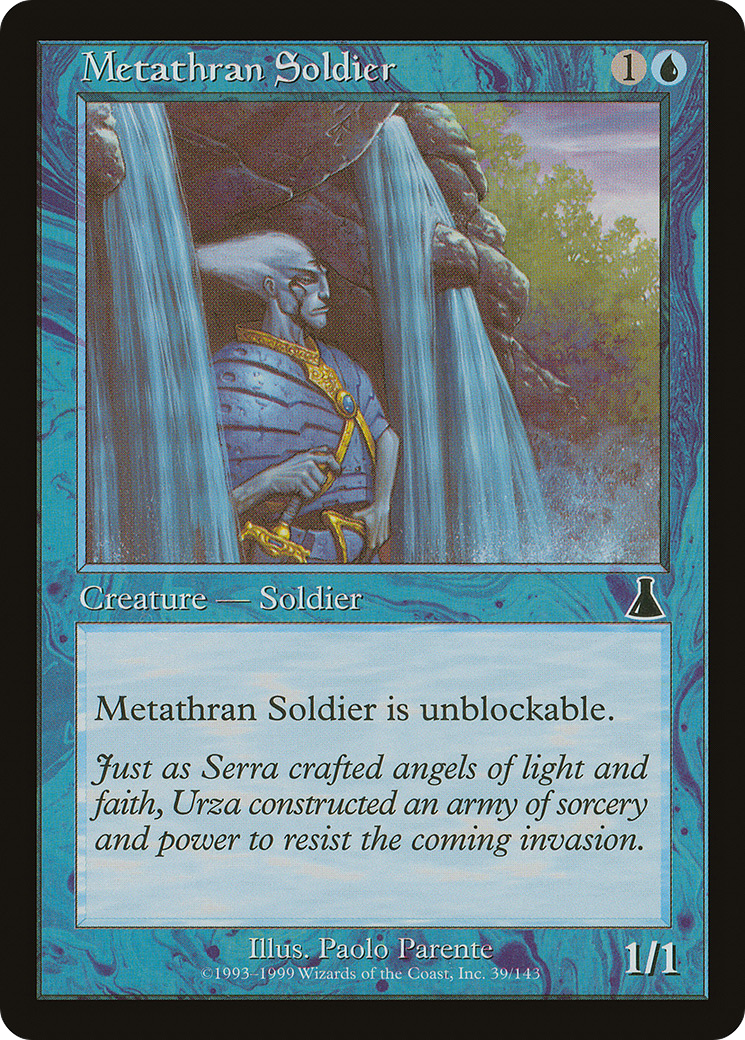 Metathran Soldier 1
Creature — Soldier
Metathran Soldier is unblockable.
Just as Serra crafted angels of light and
faith, Urza constructed an army of sorcery
and power to resist the coming invasion.
Illus. Paolo Parente
©1993–1999 Wizards of the Coast, Inc. 39/143
1/1